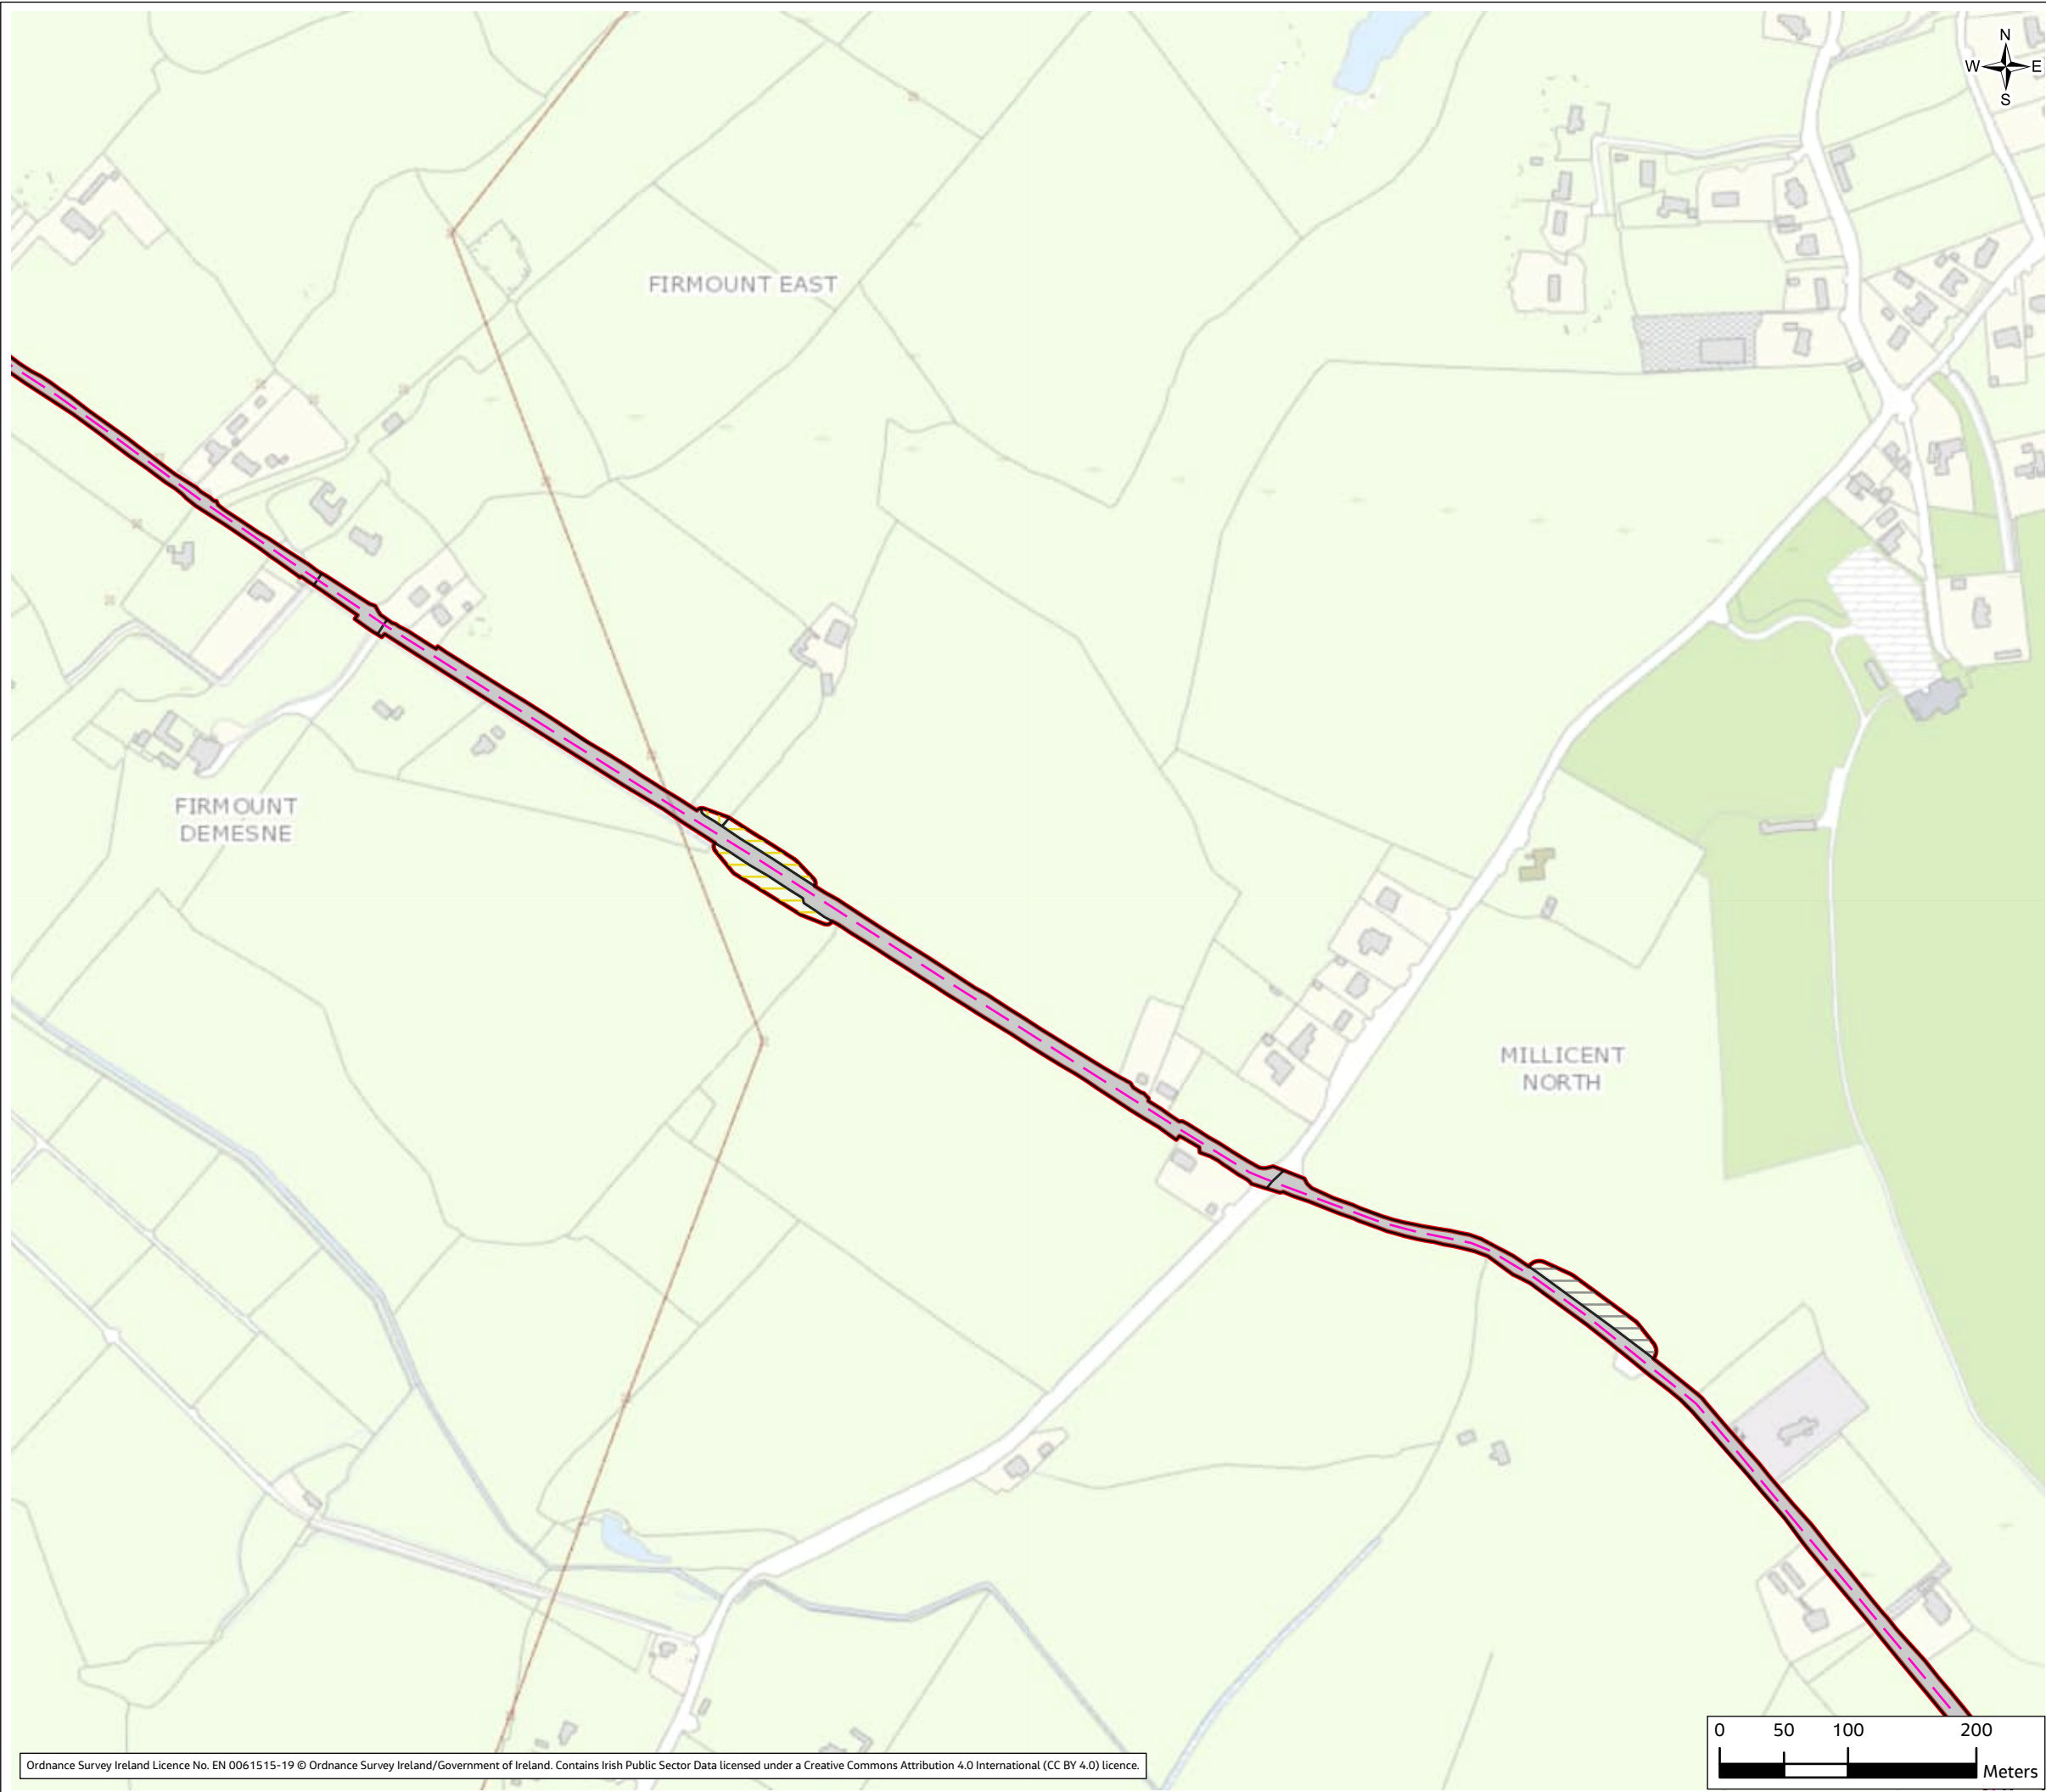 N
W E
S
FIRMOUNT EAST
FIRMOUNT
DEMESNE
MILLICENT
NORTH
0 50 100 200
Meters
Ordnance Survey Ireland Licence No. EN 0061515-19 © Ordnance Survey Ireland/Government of Ireland. Contains Irish Public Sector Data licensed under a Creative Commons Attribution 4.0 International (CC BY 4.0) licence.